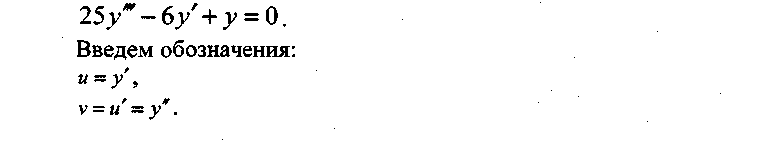 25y‴ − 6y′ + y = 0.
Введем обозначения:
u = y′,
v = u′ = y″.